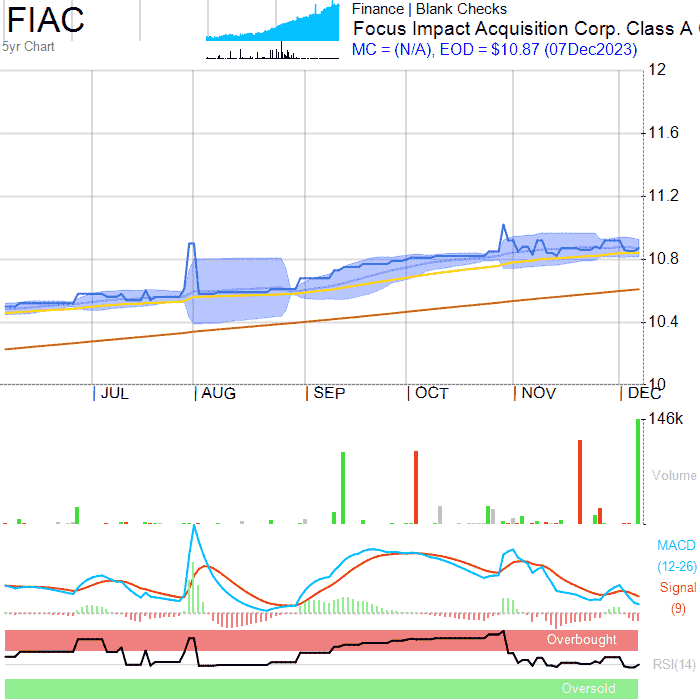 FIAC
5yr Chart
Finance | Blank Checks
Focus Impact Acquisition Corp. Class A
MC = (N/A), EOD = $10.87 (07Dec2023)
12
11.6
11.2
10.8
10.4
10
JUL
AUG
SEP
OCT
NOV
DEC
146k
Volume
MACD
(12-26)
Signal
(9)
Overbought
RSI(14)
Oversold